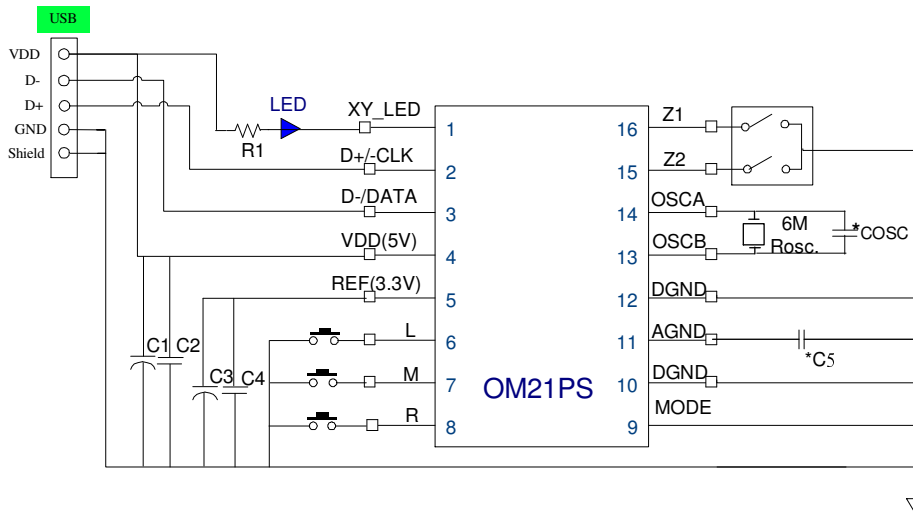 USB
VDD
D-
D+
GND
Shield
LED
R1
XY_LED
D+/-CLK
D-/DATA
VDD(5V)
REF(3.3V)
L
M
R
C1
C2
C3
C4
1
2
3
4
5
6
7
8
OM21PS
16
15
14
13
12
11
10
9
Z1
Z2
OSCA
OSCB
DGND
AGND
DGND
MODE
6M
Rosc.
*COSC
*C5